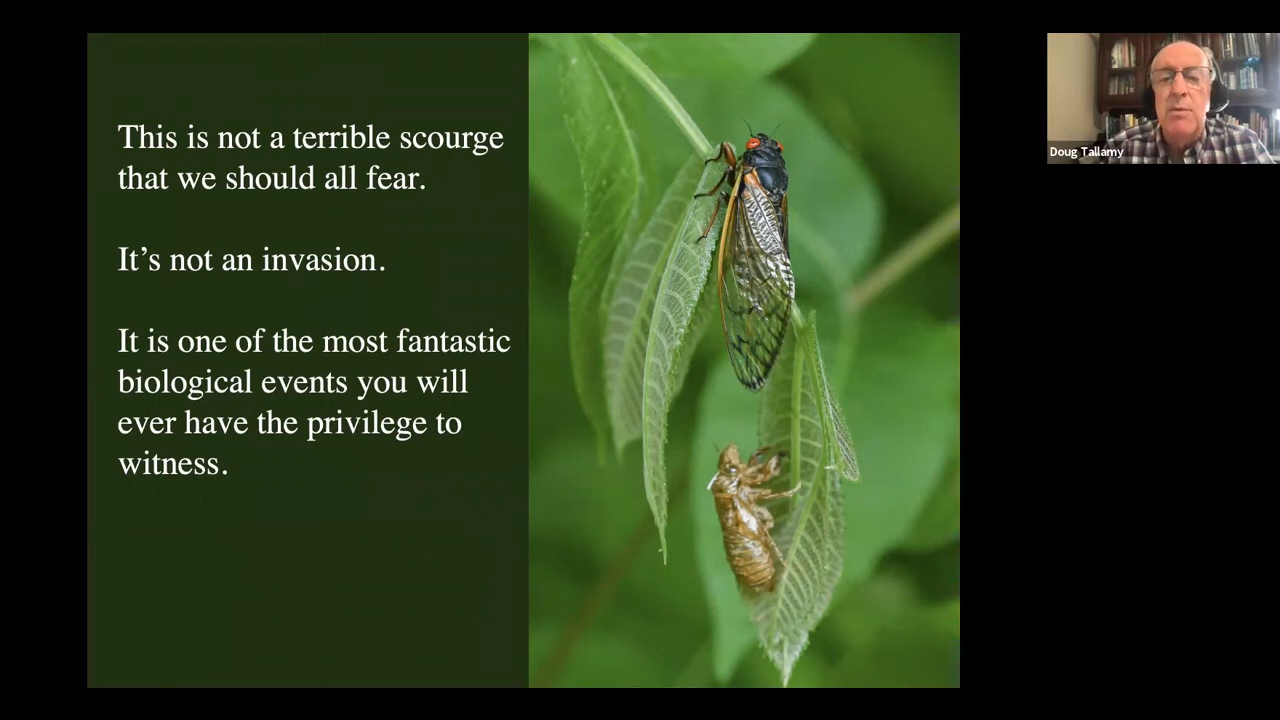 This is not a terrible scourge
that we should all fear.
It's not an invasion.
It is one of the most fantastic
biological events you will
ever have the privilege to
witness.
Doug Tallamy